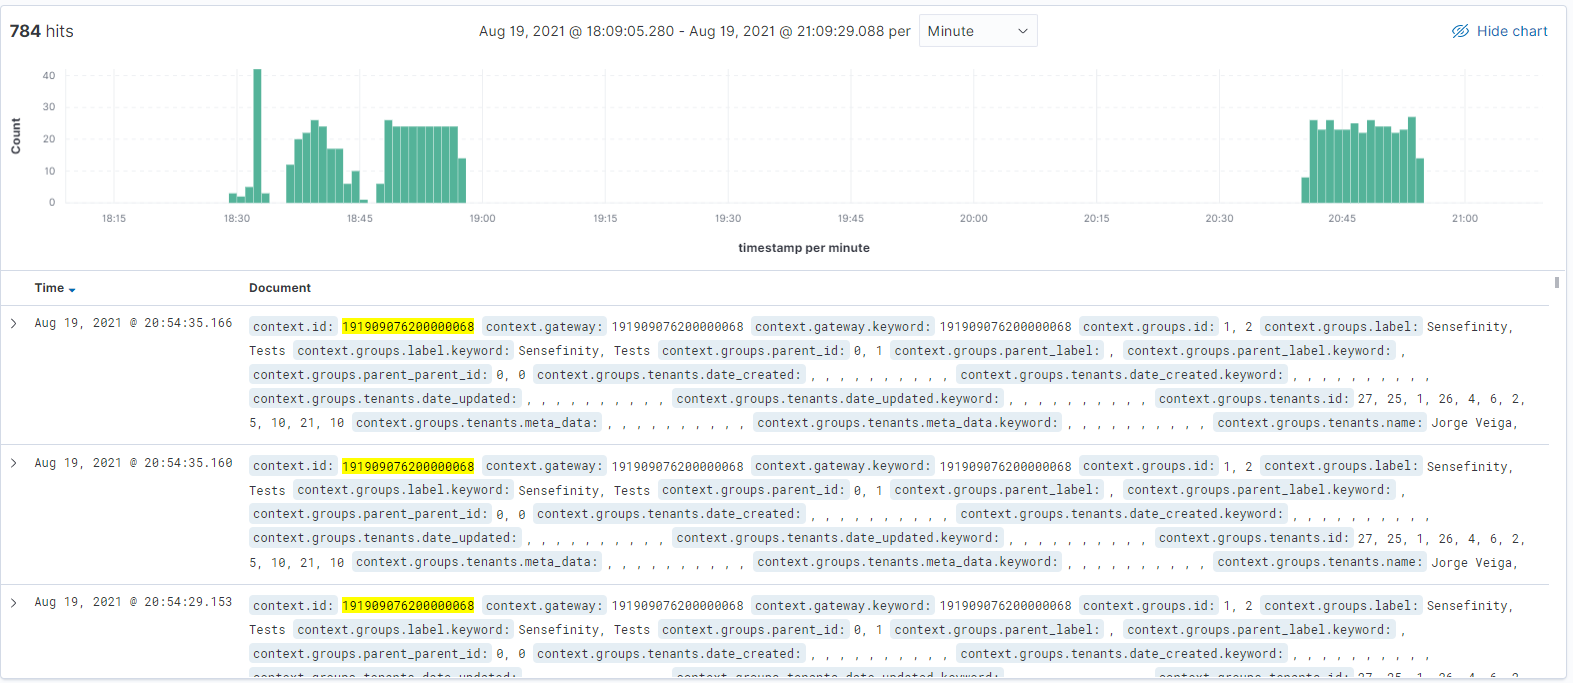 784 hits
Aug 19, 2021 @ 18:09:05.280 - Aug 19, 2021 @ 21:09:29.088 per Minute
Hide chart
Count
40
30
20
10
0
18:15 18:30 18:45 19:00 19:15 19:30 19:45 20:00 20:15 20:30 20:45 21:00
timestamp per minute
Time Document
Aug 19, 2021 @ 20:54:35.166 context.id: 191909076200000068 context.gateway: 191909076200000068 context.gateway.keyword: 191909076200000068 context.groups.id: 1, 2 context.groups.label: Sensefinity,
Tests context.groups.label.keyword: Sensefinity, Tests context.groups.parent_id: 0, 1 context.groups.parent_label: , context.groups.parent_label.keyword: ,
context.groups.parent_parent_id: 0, 0 context.groups.tenants.date_created: , , , , , , , , , , context.groups.tenants.date_created.keyword: , , , , , , , , , ,
context.groups.tenants.date_updated: , , , , , , , , , , context.groups.tenants.date_updated.keyword: , , , , , , , , , , context.groups.tenants.id: 27, 25, 1, 26, 4, 6, 2,
5, 10, 21, 10 context.groups.tenants.meta_data: , , , , , , , , , , context.groups.tenants.meta_data.keyword: , , , , , , , , , , context.groups.tenants.name: Jorge Veiga,
Aug 19, 2021 @ 20:54:35.160 context.id: 191909076200000068 context.gateway: 191909076200000068 context.gateway.keyword: 191909076200000068 context.groups.id: 1, 2 context.groups.label: Sensefinity,
Tests context.groups.label.keyword: Sensefinity, Tests context.groups.parent_id: 0, 1 context.groups.parent_label: , context.groups.parent_label.keyword: ,
context.groups.parent_parent_id: 0, 0 context.groups.tenants.date_created: , , , , , , , , , , context.groups.tenants.date_created.keyword: , , , , , , , , , ,
context.groups.tenants.date_updated: , , , , , , , , , , context.groups.tenants.date_updated.keyword: , , , , , , , , , , context.groups.tenants.id: 27, 25, 1, 26, 4, 6, 2,
5, 10, 21, 10 context.groups.tenants.meta_data: , , , , , , , , , , context.groups.tenants.meta_data.keyword: , , , , , , , , , , context.groups.tenants.name: Jorge Veiga,
Aug 19, 2021 @ 20:54:29.153 context.id: 191909076200000068 context.gateway: 191909076200000068 context.gateway.keyword: 191909076200000068 context.groups.id: 1, 2 context.groups.label: Sensefinity,
Tests context.groups.label.keyword: Sensefinity, Tests context.groups.parent_id: 0, 1 context.groups.parent_label: , context.groups.parent_label.keyword: ,
context.groups.parent_parent_id: 0, 0 context.groups.tenants.date_created: , , , , , , , , , , context.groups.tenants.date_created.keyword: , , , , , , , , , ,